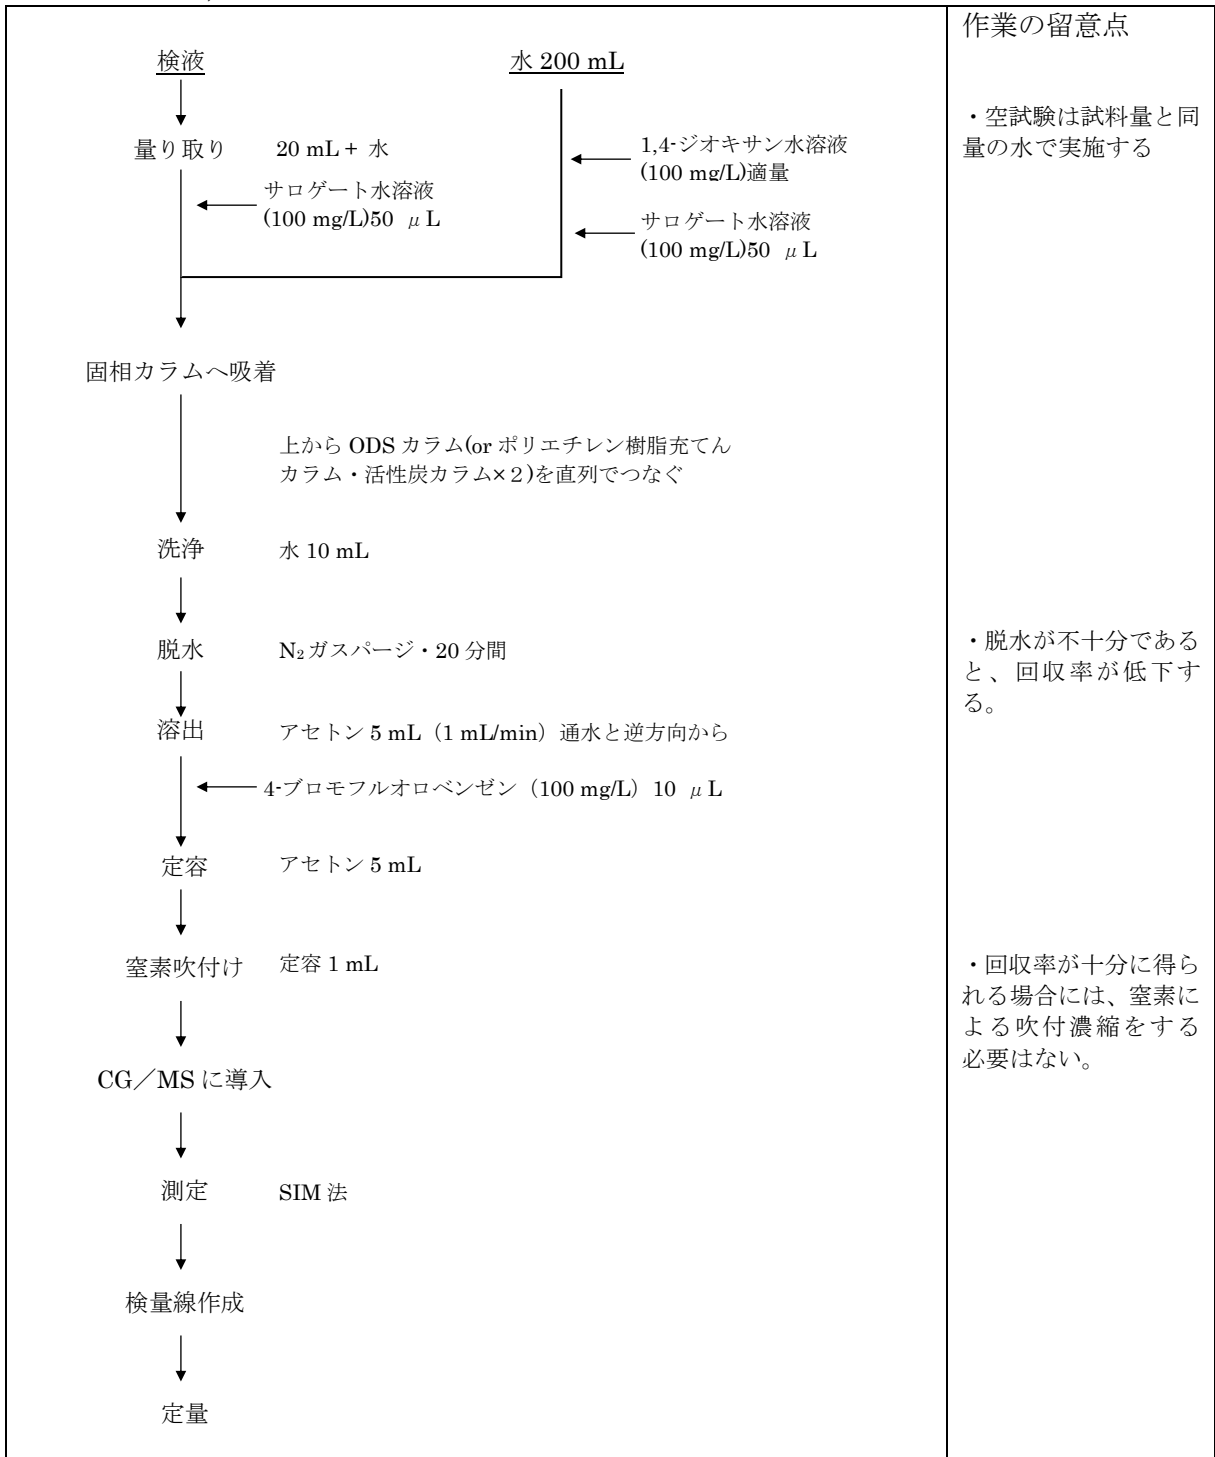 作業の留意点
検液
水 200 mL
・空試験は試料量と同
量の水で実施する
量り取り
20 mL + 水
1,4-ジオキサン水溶液
(100 mg/L)適量
サロゲート水溶液
(100 mg/L)50 μL
サロゲート水溶液
(100 mg/L)50 μL
固相カラムへ吸着
上から ODS カラム(or ポリエチレン樹脂充てん
カラム・活性炭カラム×２)を直列でつなぐ
洗浄
水 10 mL
脱水
N₂ガスパージ・20 分間
・脱水が不十分である
と、回収率が低下す
る。
溶出
アセトン 5 mL（1 mL/min）通水と逆方向から
4-ブロモフルオロベンゼン（100 mg/L）10 μL
定容
アセトン 5 mL
窒素吹付け
定容 1 mL
・回収率が十分に得ら
れる場合には、窒素に
よる吹付濃縮をする
必要はない。
CG／MS に導入
測定
SIM 法
検量線作成
定量